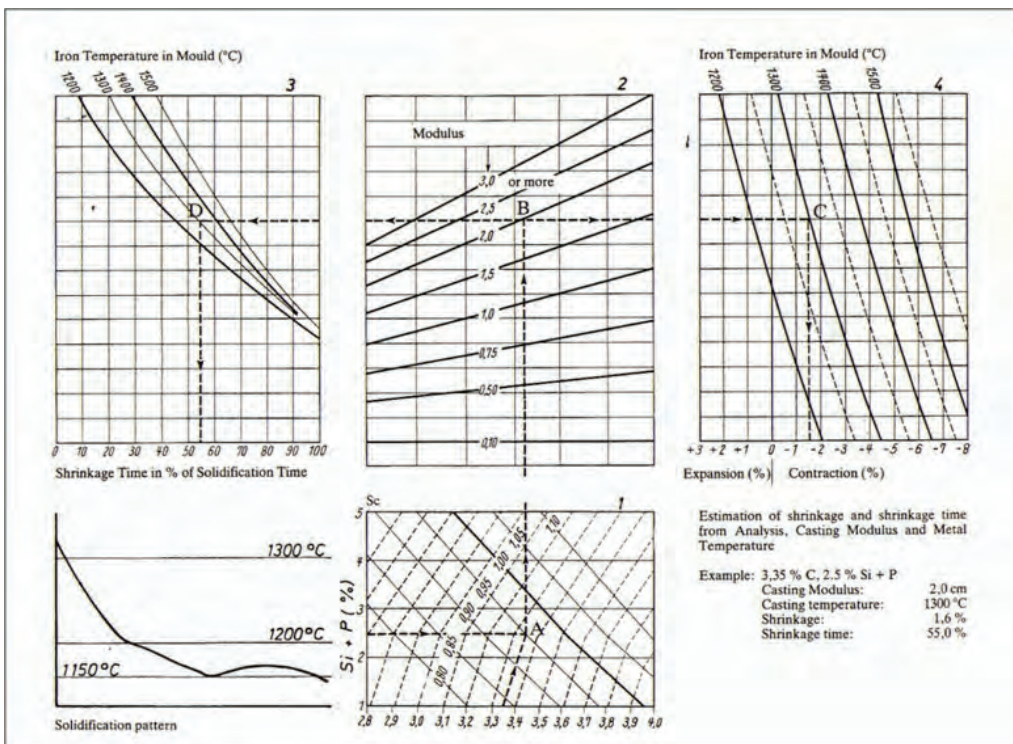 Iron Temperature in Mould (°C)
1200 1300 1400 1500
3
0 10 20 30 40 50 60 70 80 90 100
Shrinkage Time in % of Solidification Time
D
2
Modulus
3,0 or more
2,5
B
2,0
1,5
1,0
0,75
0,50
0,10
Iron Temperature in Mould (°C)
1200 1300 1400 1500
4
C
+3 +2 +1 0 -1 -2 -3 -4 -5 -6 -7 -8
Expansion (%) Contraction (%)
1300 °C
1200°C
1150°C
Solidification pattern
Sc
1
5
4
3
2
1
Si + P (%)
0,80 0,85 0,90 0,95 1,00 1,05 1,10
A
2,8 2,9 3,0 3,1 3,2 3,3 3,4 3,5 3,6 3,7 3,8 3,9 4,0
Estimation of shrinkage and shrinkage time
from Analysis, Casting Modulus and Metal
Temperature
Example: 3,35 % C, 2.5 % Si + P
Casting Modulus: 2,0 cm
Casting temperature: 1300 °C
Shrinkage: 1,6 %
Shrinkage time: 55,0 %